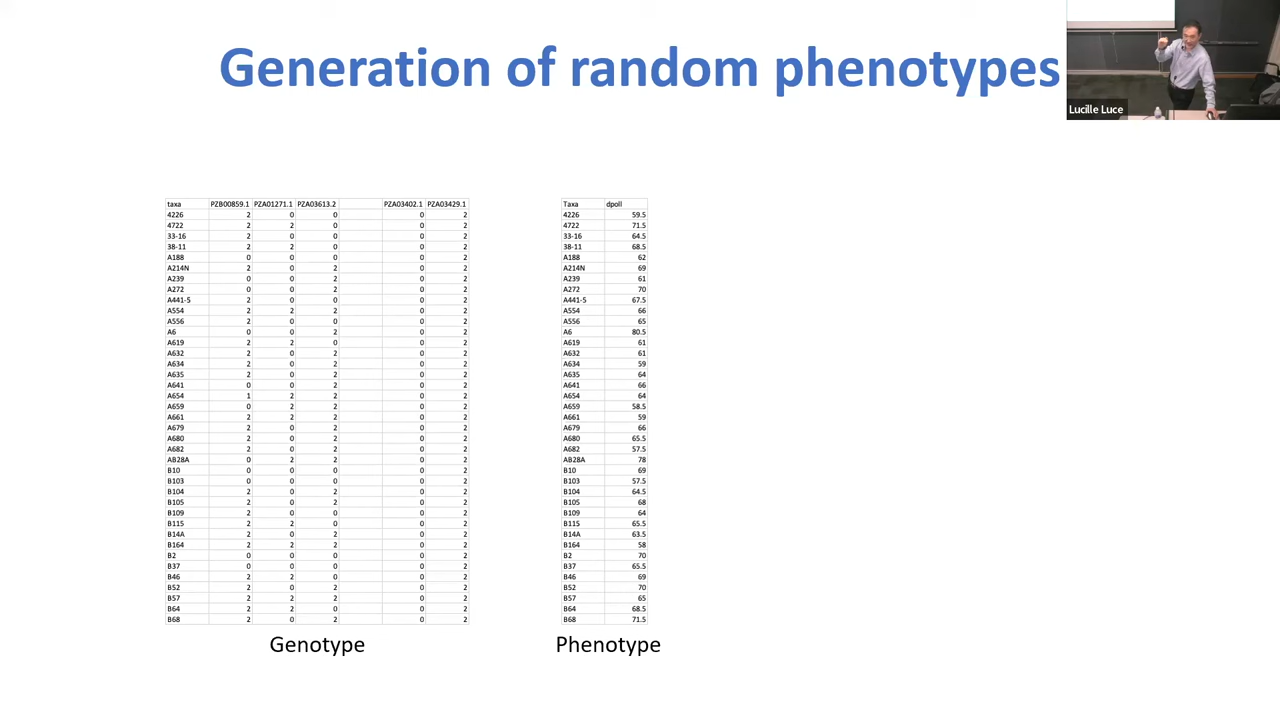 Generation of random phenotypes
Lucille Luce
taxa PZB00859.1 PZA01271.1 PZA03613.2 PZA03402.1 PZA03429.1
4226 2 0 0 0 2
4722 2 2 0 0 2
33-16 2 2 0 0 2
38-11 2 2 0 0 2
A188 0 0 0 0 2
A214N 2 0 2 0 2
A239 0 0 2 0 2
A272 0 0 2 0 2
A441-5 2 0 0 0 2
A554 2 2 0 0 2
A556 2 0 0 0 2
A6 0 0 2 0 2
A619 2 2 0 0 2
A632 2 0 2 0 2
A634 2 0 2 0 2
A635 2 0 2 0 2
A641 0 0 2 0 2
A654 1 2 2 0 2
A659 0 2 2 0 2
A661 2 2 2 0 2
A679 2 0 2 0 2
A680 2 0 2 0 2
A682 2 0 2 0 2
AB28A 0 2 2 0 2
B10 0 0 0 0 2
B103 0 0 0 0 2
B104 2 0 2 0 2
B105 2 0 2 0 2
B109 2 0 0 0 2
B115 2 2 0 0 2
B14A 2 0 2 0 2
B164 2 2 2 0 2
B2 0 0 0 0 2
B37 0 0 2 0 2
B46 2 2 2 0 2
B52 2 0 2 0 2
B57 2 2 2 0 2
B64 2 2 0 0 2
B68 2 0 2 0 2
Genotype
Taxa dpoll
4226 59.5
4722 71.5
33-16 64.5
38-11 68.5
A188 62
A214N 69
A239 61
A272 70
A441-5 67.5
A554 66
A556 65
A6 80.5
A619 61
A632 61
A634 59
A635 64
A641 66
A654 64
A659 58.5
A661 59
A679 66
A680 65.5
A682 57.5
AB28A 78
B10 69
B103 57.5
B104 64.5
B105 68
B109 64
B115 65.5
B14A 63.5
B164 58
B2 70
B37 65.5
B46 69
B52 70
B57 65
B64 68.5
B68 71.5
Phenotype